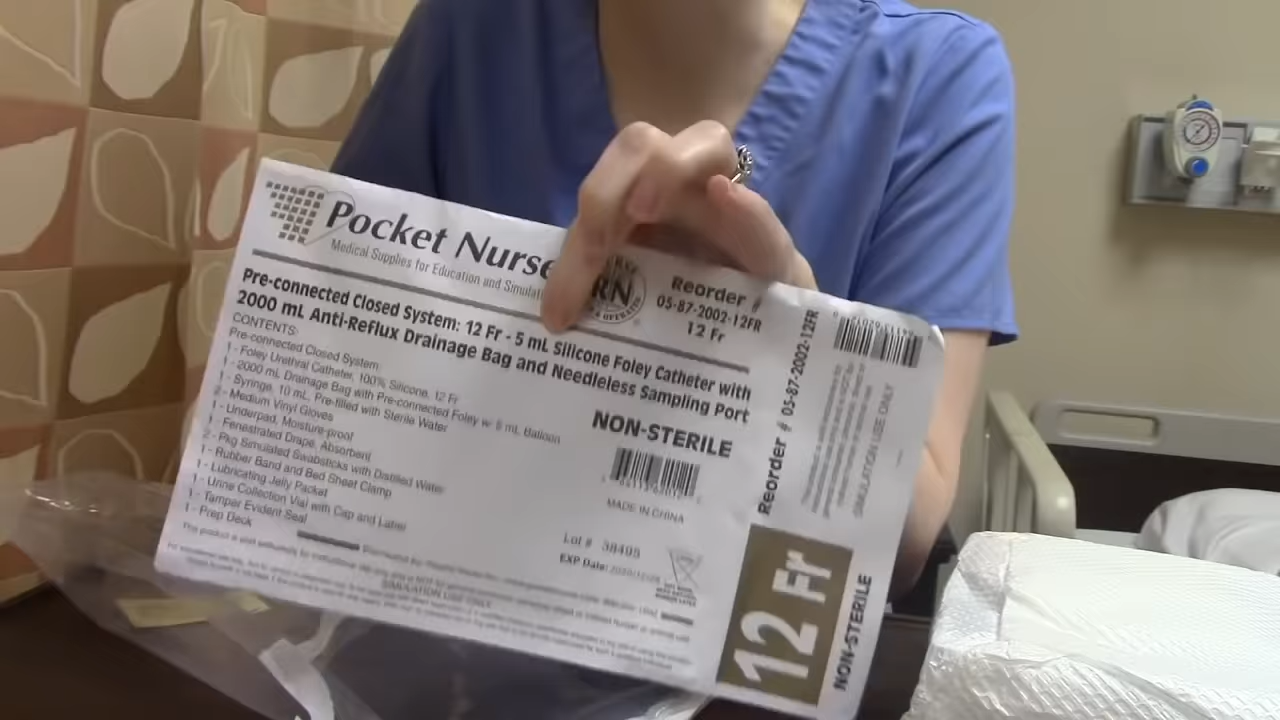 Pocket Nurse
Medical Supplies for Education and
RN
Reorder #
05-87-2002-12FR
12 Fr
Pre-connected Closed System: 12 Fr - 5 mL Silicone Foley Catheter with
2000 mL Anti-Reflux Drainage Bag and Needleless Sampling Port
CONTENTS:
Pre-connected Closed System:
1 - Foley Urethral Catheter, 100% Silicone, 12 Fr
1 - 2000 mL Drainage Bag with Pre-connected Foley w/ 5 mL Balloon
1 - Syringe, 10 mL, Pre-filled with Sterile Water
2 - Medium Vinyl Gloves
1 - Underpad, Moisture-proof
1 - Fenestrated Drape, Absorbent
2 - Pkg Simulated Swabsticks with Distilled Water
1 - Rubber Band and Bed Sheet Clamp
1 - Lubricating Jelly Packet
1 - Urine Collection Vial with Cap and Label
1 - Tamper Evident Seal
1 - Prep Deck
NON-STERILE
MADE IN CHINA
Lot # 38405
EXP Date:
SIMULATION USE ONLY
Reorder # 05-87-2002-12FR
SIMULATION USE ONLY
12 Fr
NON-STERILE